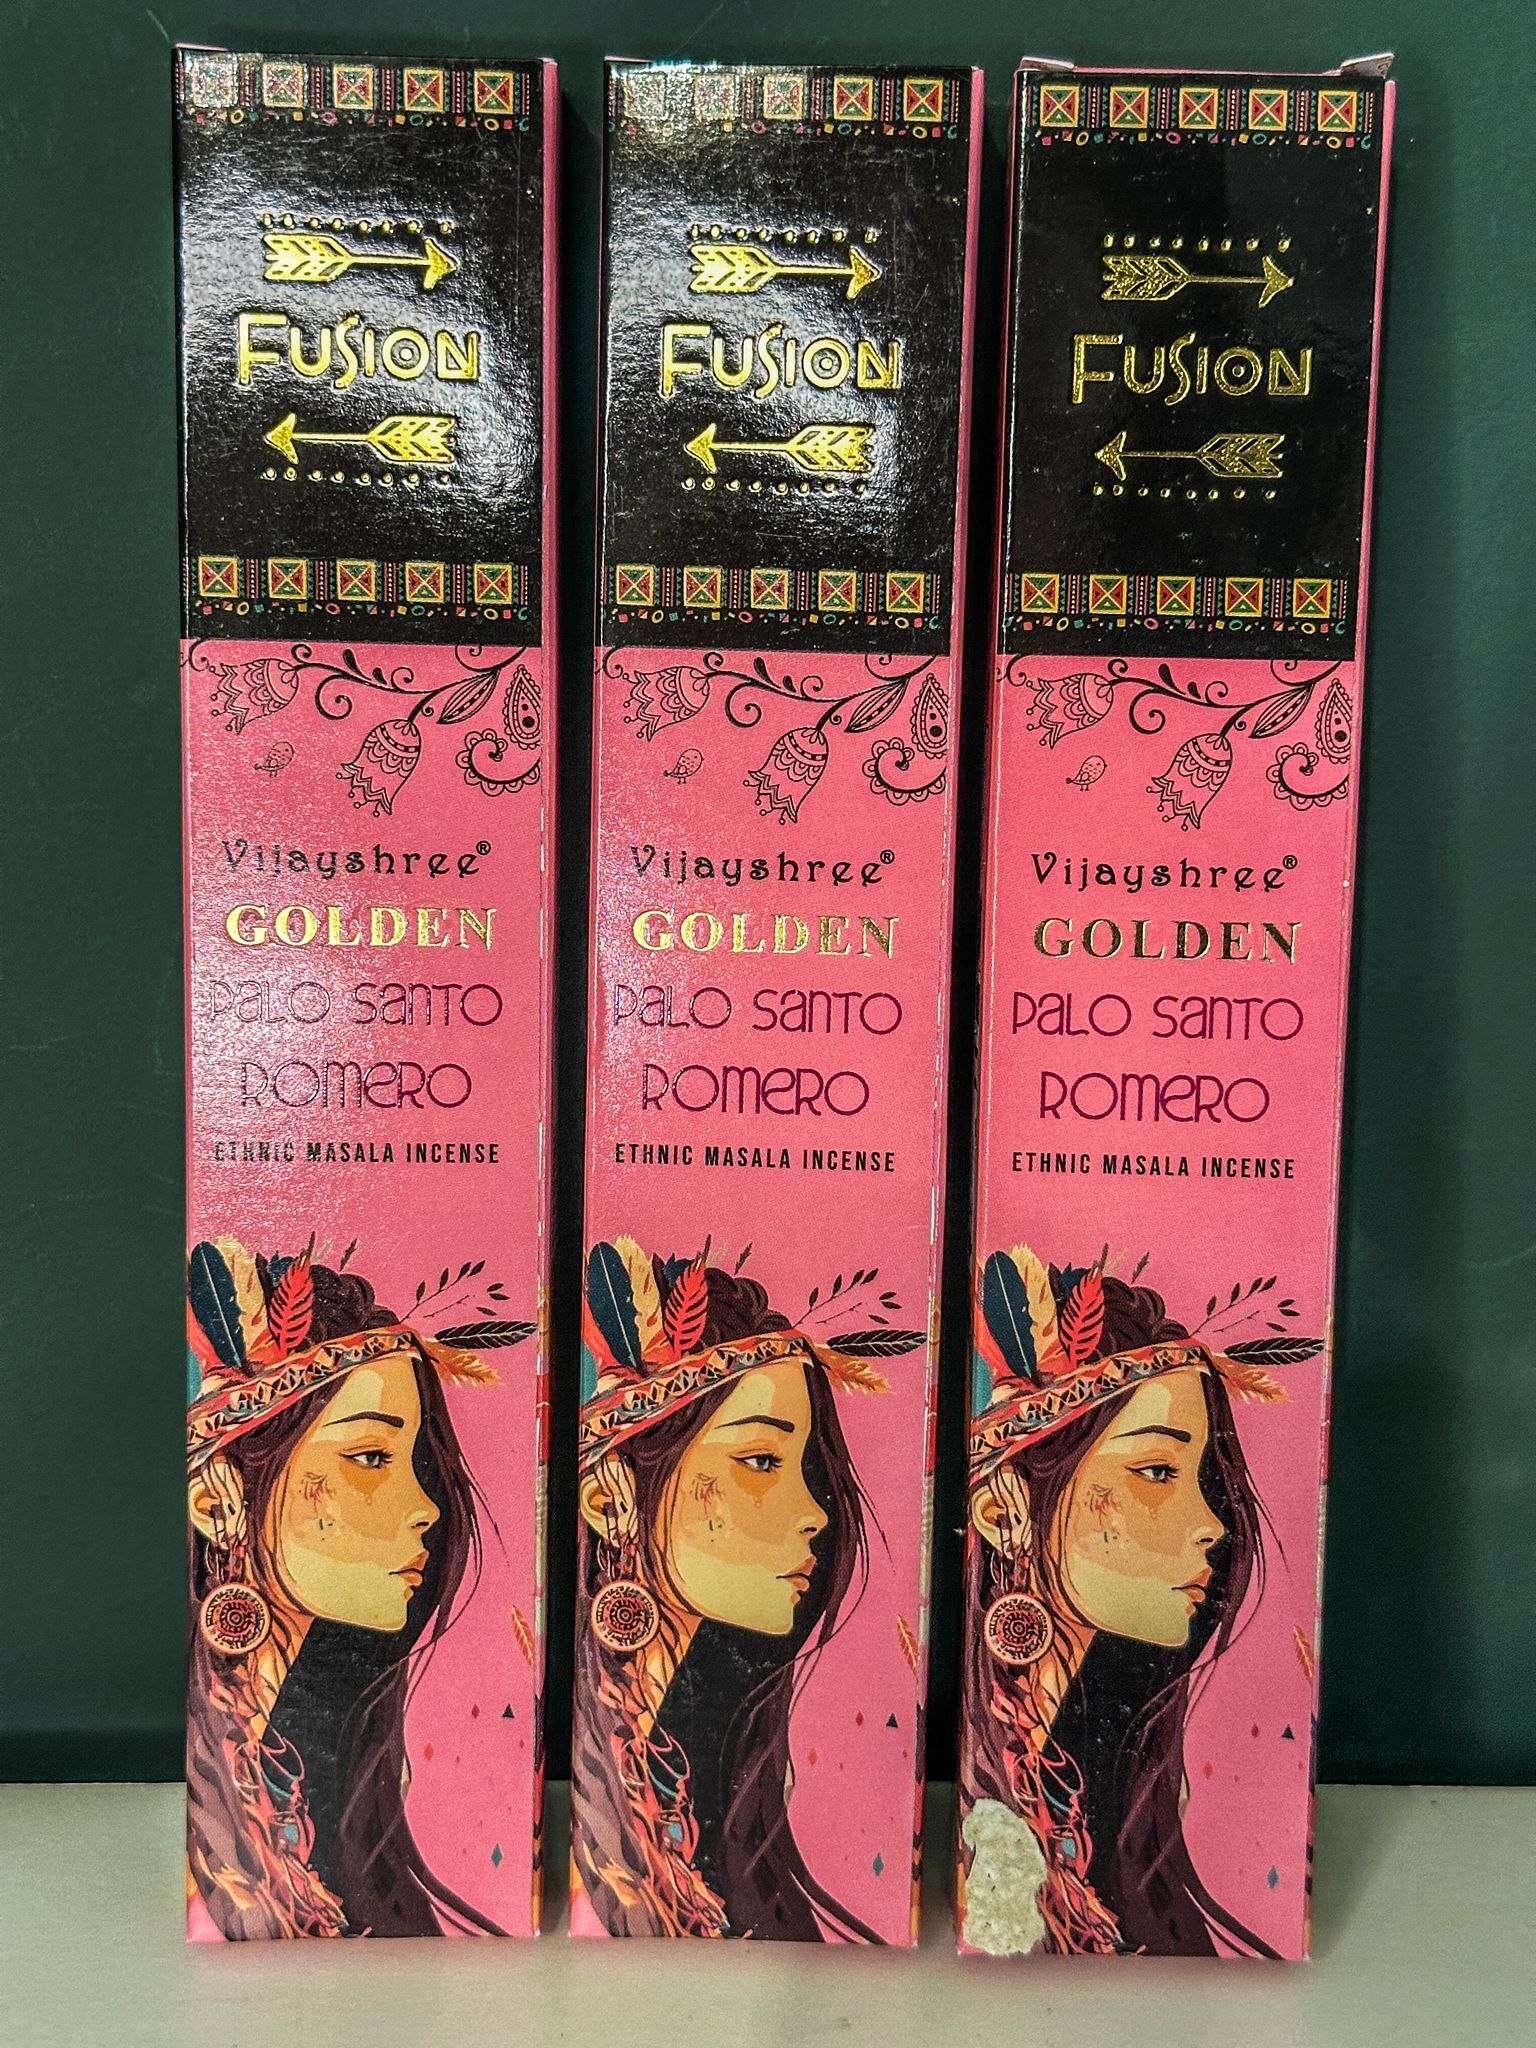 Fusion
Vijayshree®
GOLDEN
Palo Santo
Romero
ETHNIC MASALA INCENSE
Fusion
Vijayshree®
GOLDEN
Palo Santo
Romero
ETHNIC MASALA INCENSE
Fusion
Vijayshree®
GOLDEN
Palo Santo
Romero
ETHNIC MASALA INCENSE